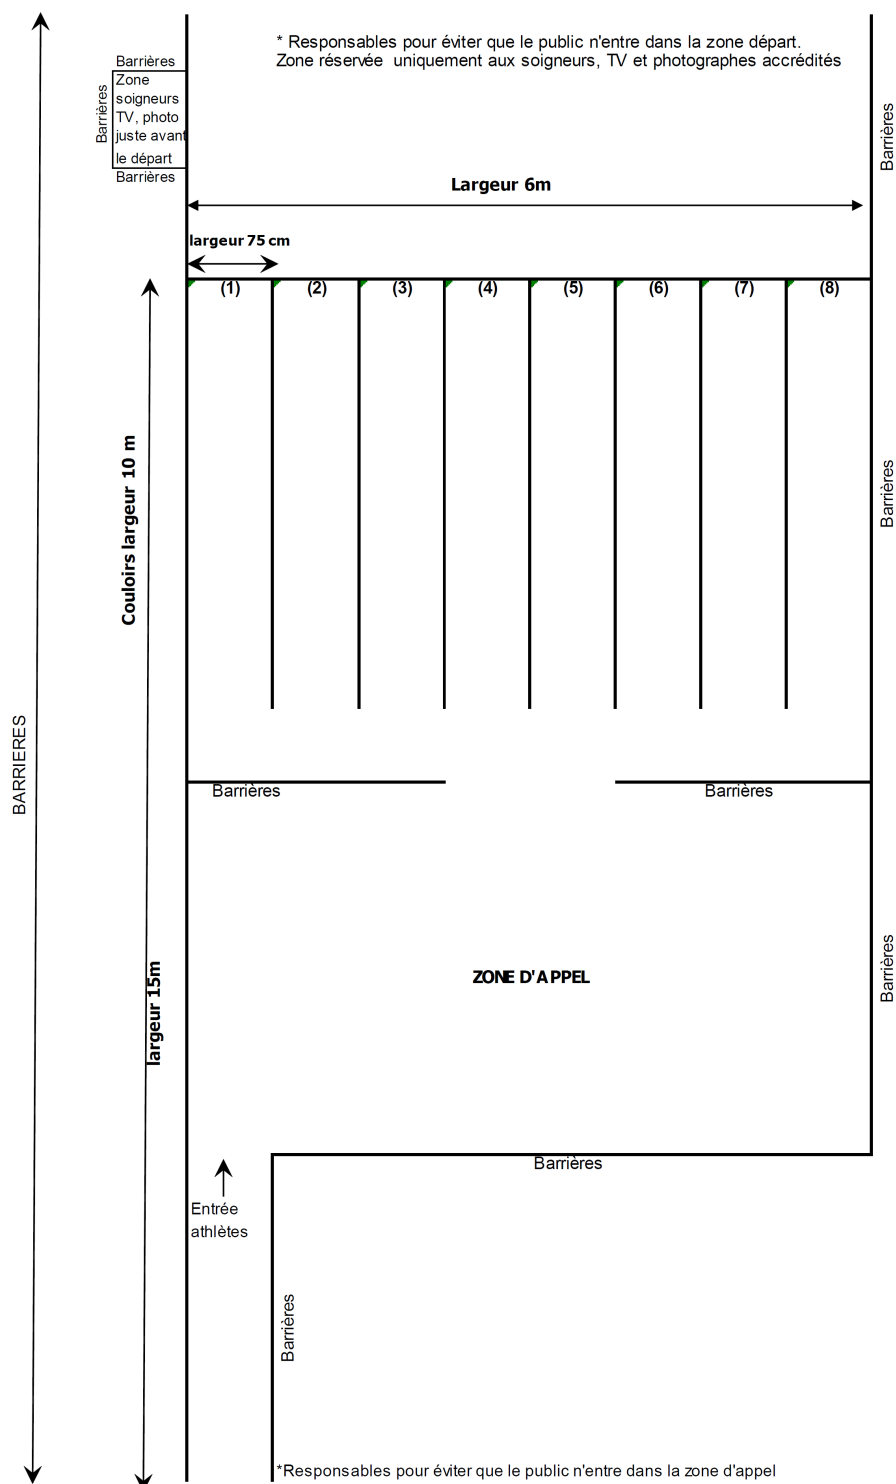 * Responsables pour éviter que le public n'entre dans la zone départ.
Zone réservée uniquement aux soigneurs, TV et photographes accrédités
Barrières
Barrières
Zone
soigneurs
TV, photo
juste avant
le départ
Barrières
Barrières
Largeur 6m
largeur 75 cm
(1)
(2)
(3)
(4)
(5)
(6)
(7)
(8)
Couloirs largeur 10 m
Barrières
BARRIERES
Barrières
Barrières
largeur 15m
ZONE D'APPEL
Barrières
Barrières
Entrée
athlètes
Barrières
*Responsables pour éviter que le public n'entre dans la zone d'appel